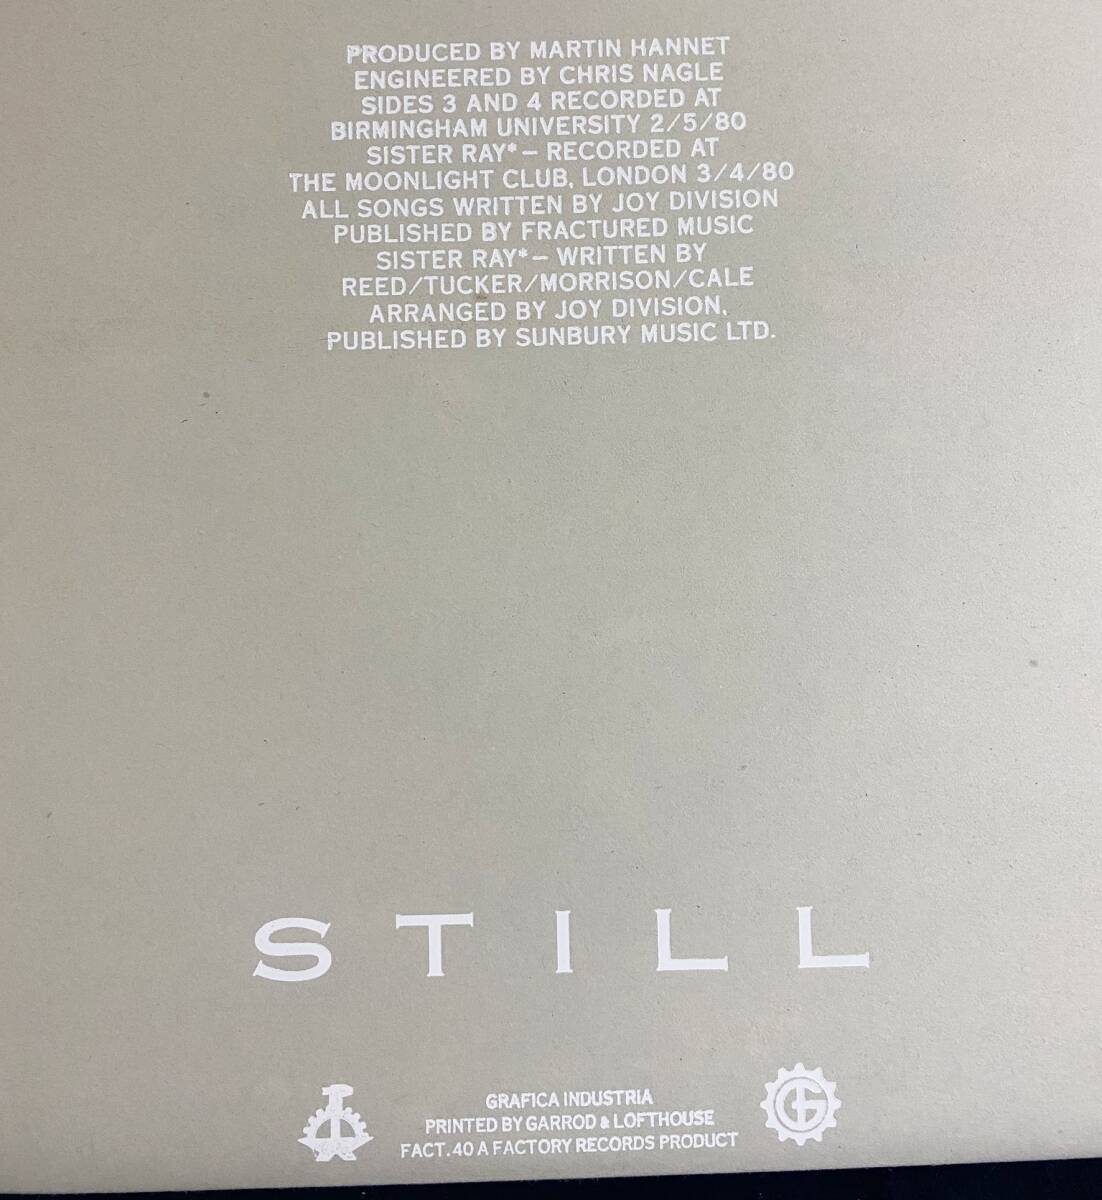 PRODUCED BY MARTIN HANNET
ENGINEERED BY CHRIS NAGLE
SIDES 3 AND 4 RECORDED AT
BIRMINGHAM UNIVERSITY 2/5/80
SISTER RAY* – RECORDED AT
THE MOONLIGHT CLUB, LONDON 3/4/80
ALL SONGS WRITTEN BY JOY DIVISION
PUBLISHED BY FRACTURED MUSIC
SISTER RAY* – WRITTEN BY
REED/TUCKER/MORRISON/CALE
ARRANGED BY JOY DIVISION,
PUBLISHED BY SUNBURY MUSIC LTD.
STILL
GRAFICA INDUSTRIA
PRINTED BY GARROD & LOFTHOUSE
FACT.40 A FACTORY RECORDS PRODUCT